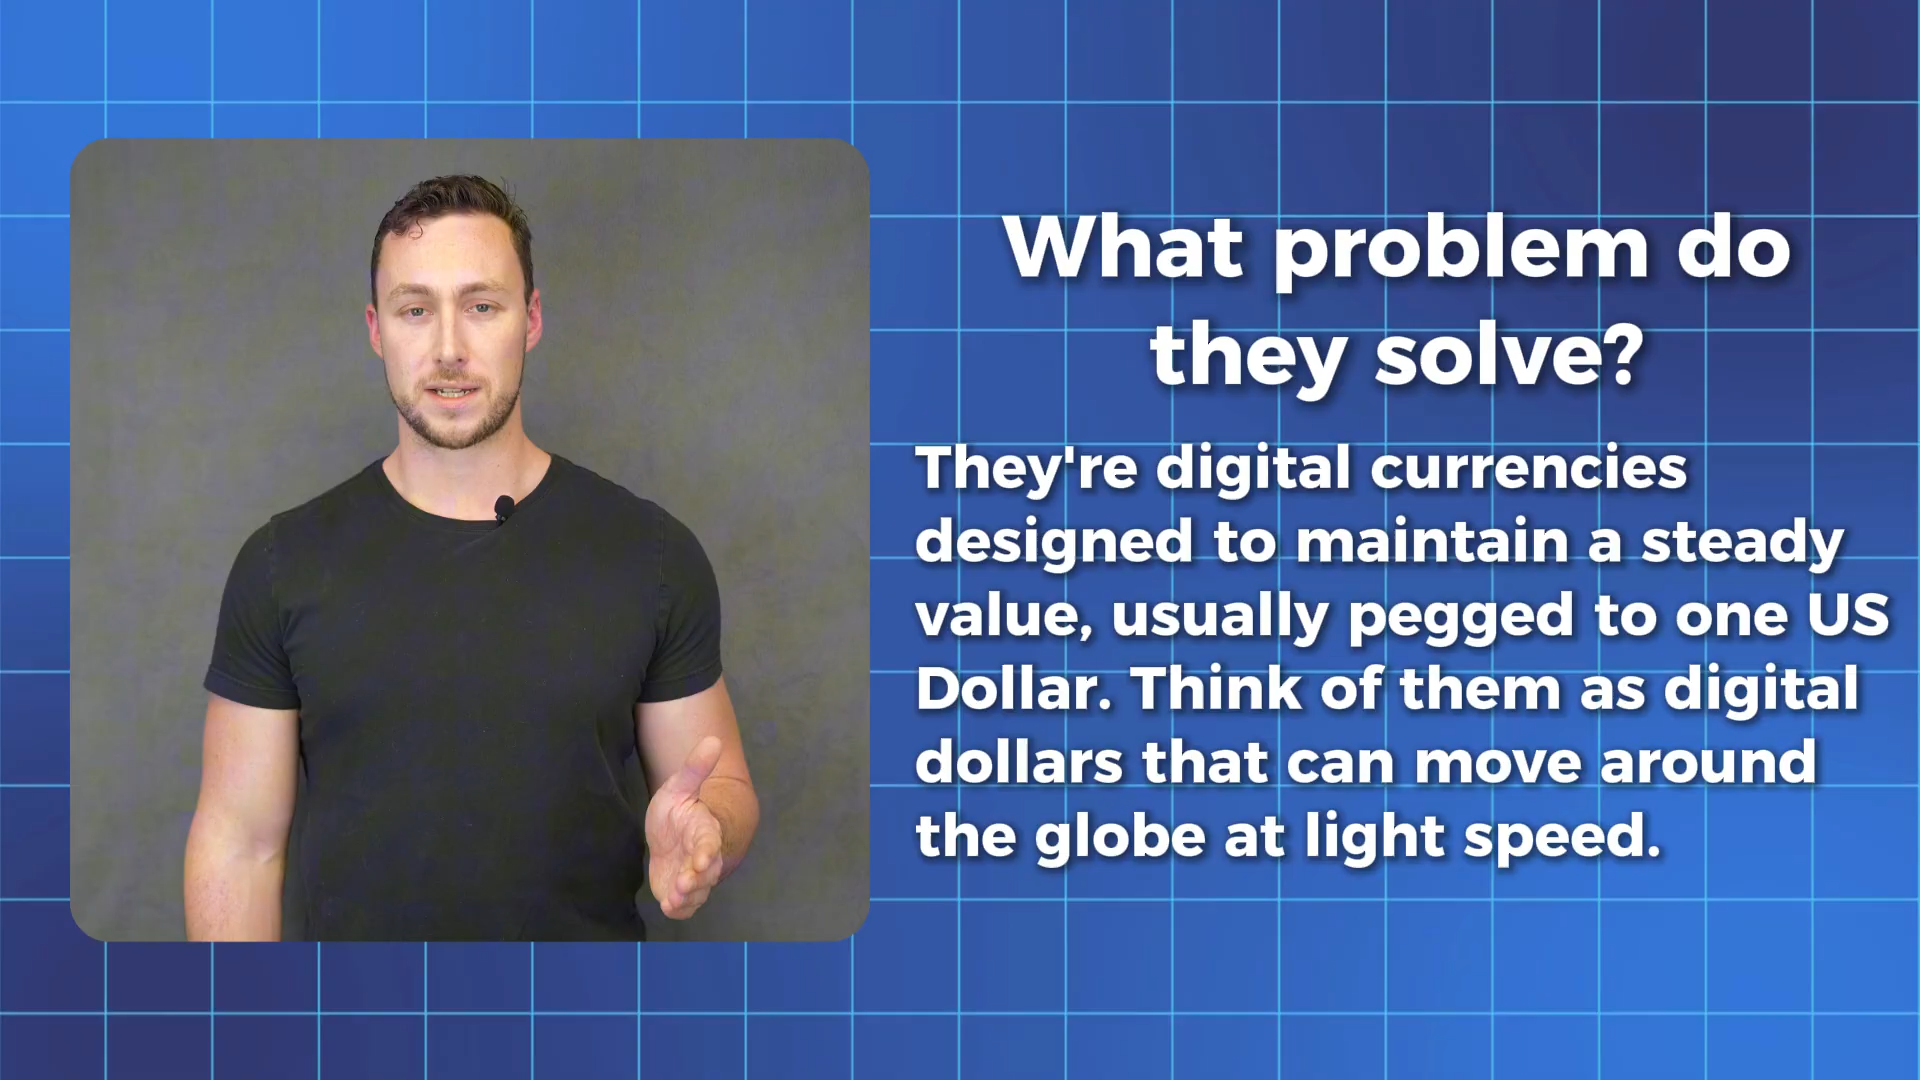 What problem do
they solve?
They're digital currencies
designed to maintain a steady
value, usually pegged to one US
Dollar. Think of them as digital
dollars that can move around
the globe at light speed.